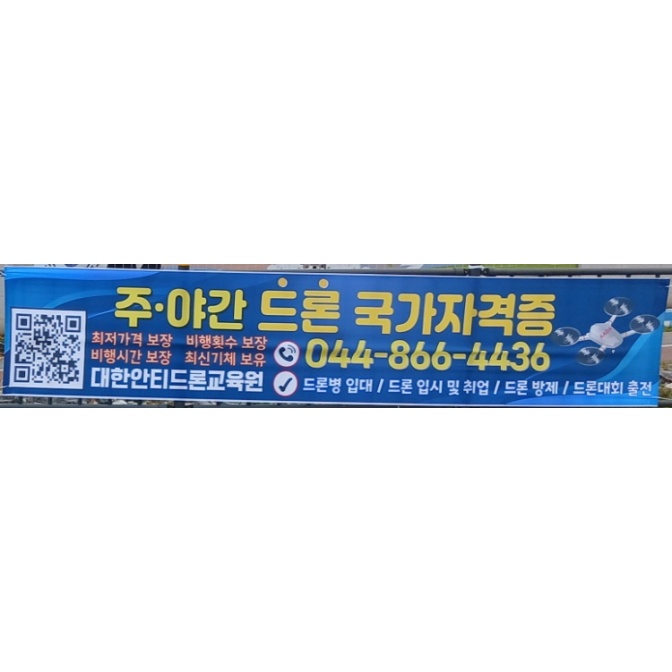 주·야간 드론 국가자격증
최저가격 보장 비행횟수 보장
비행시간 보장 최신기체 보유
044-866-4436
대한안티드론교육원
드론병 입대 / 드론 입시 및 취업 / 드론 방제 / 드론대회 출전